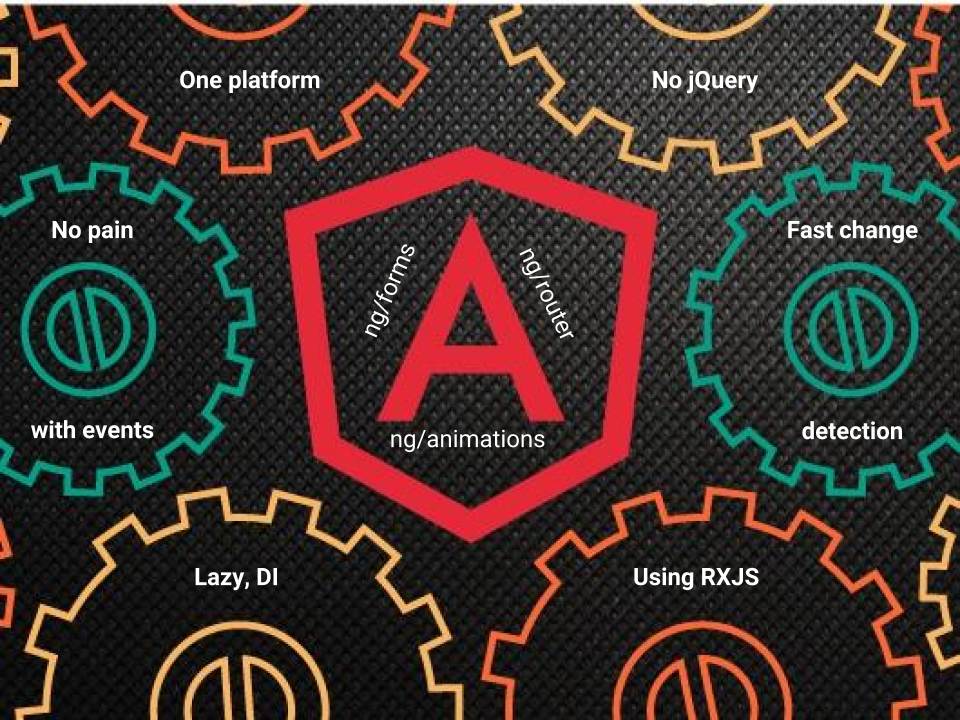 One platform
No jQuery
No pain
with events
ng/forms
A
ng/router
ng/animations
Fast change
detection
Lazy, DI
Using RXJS